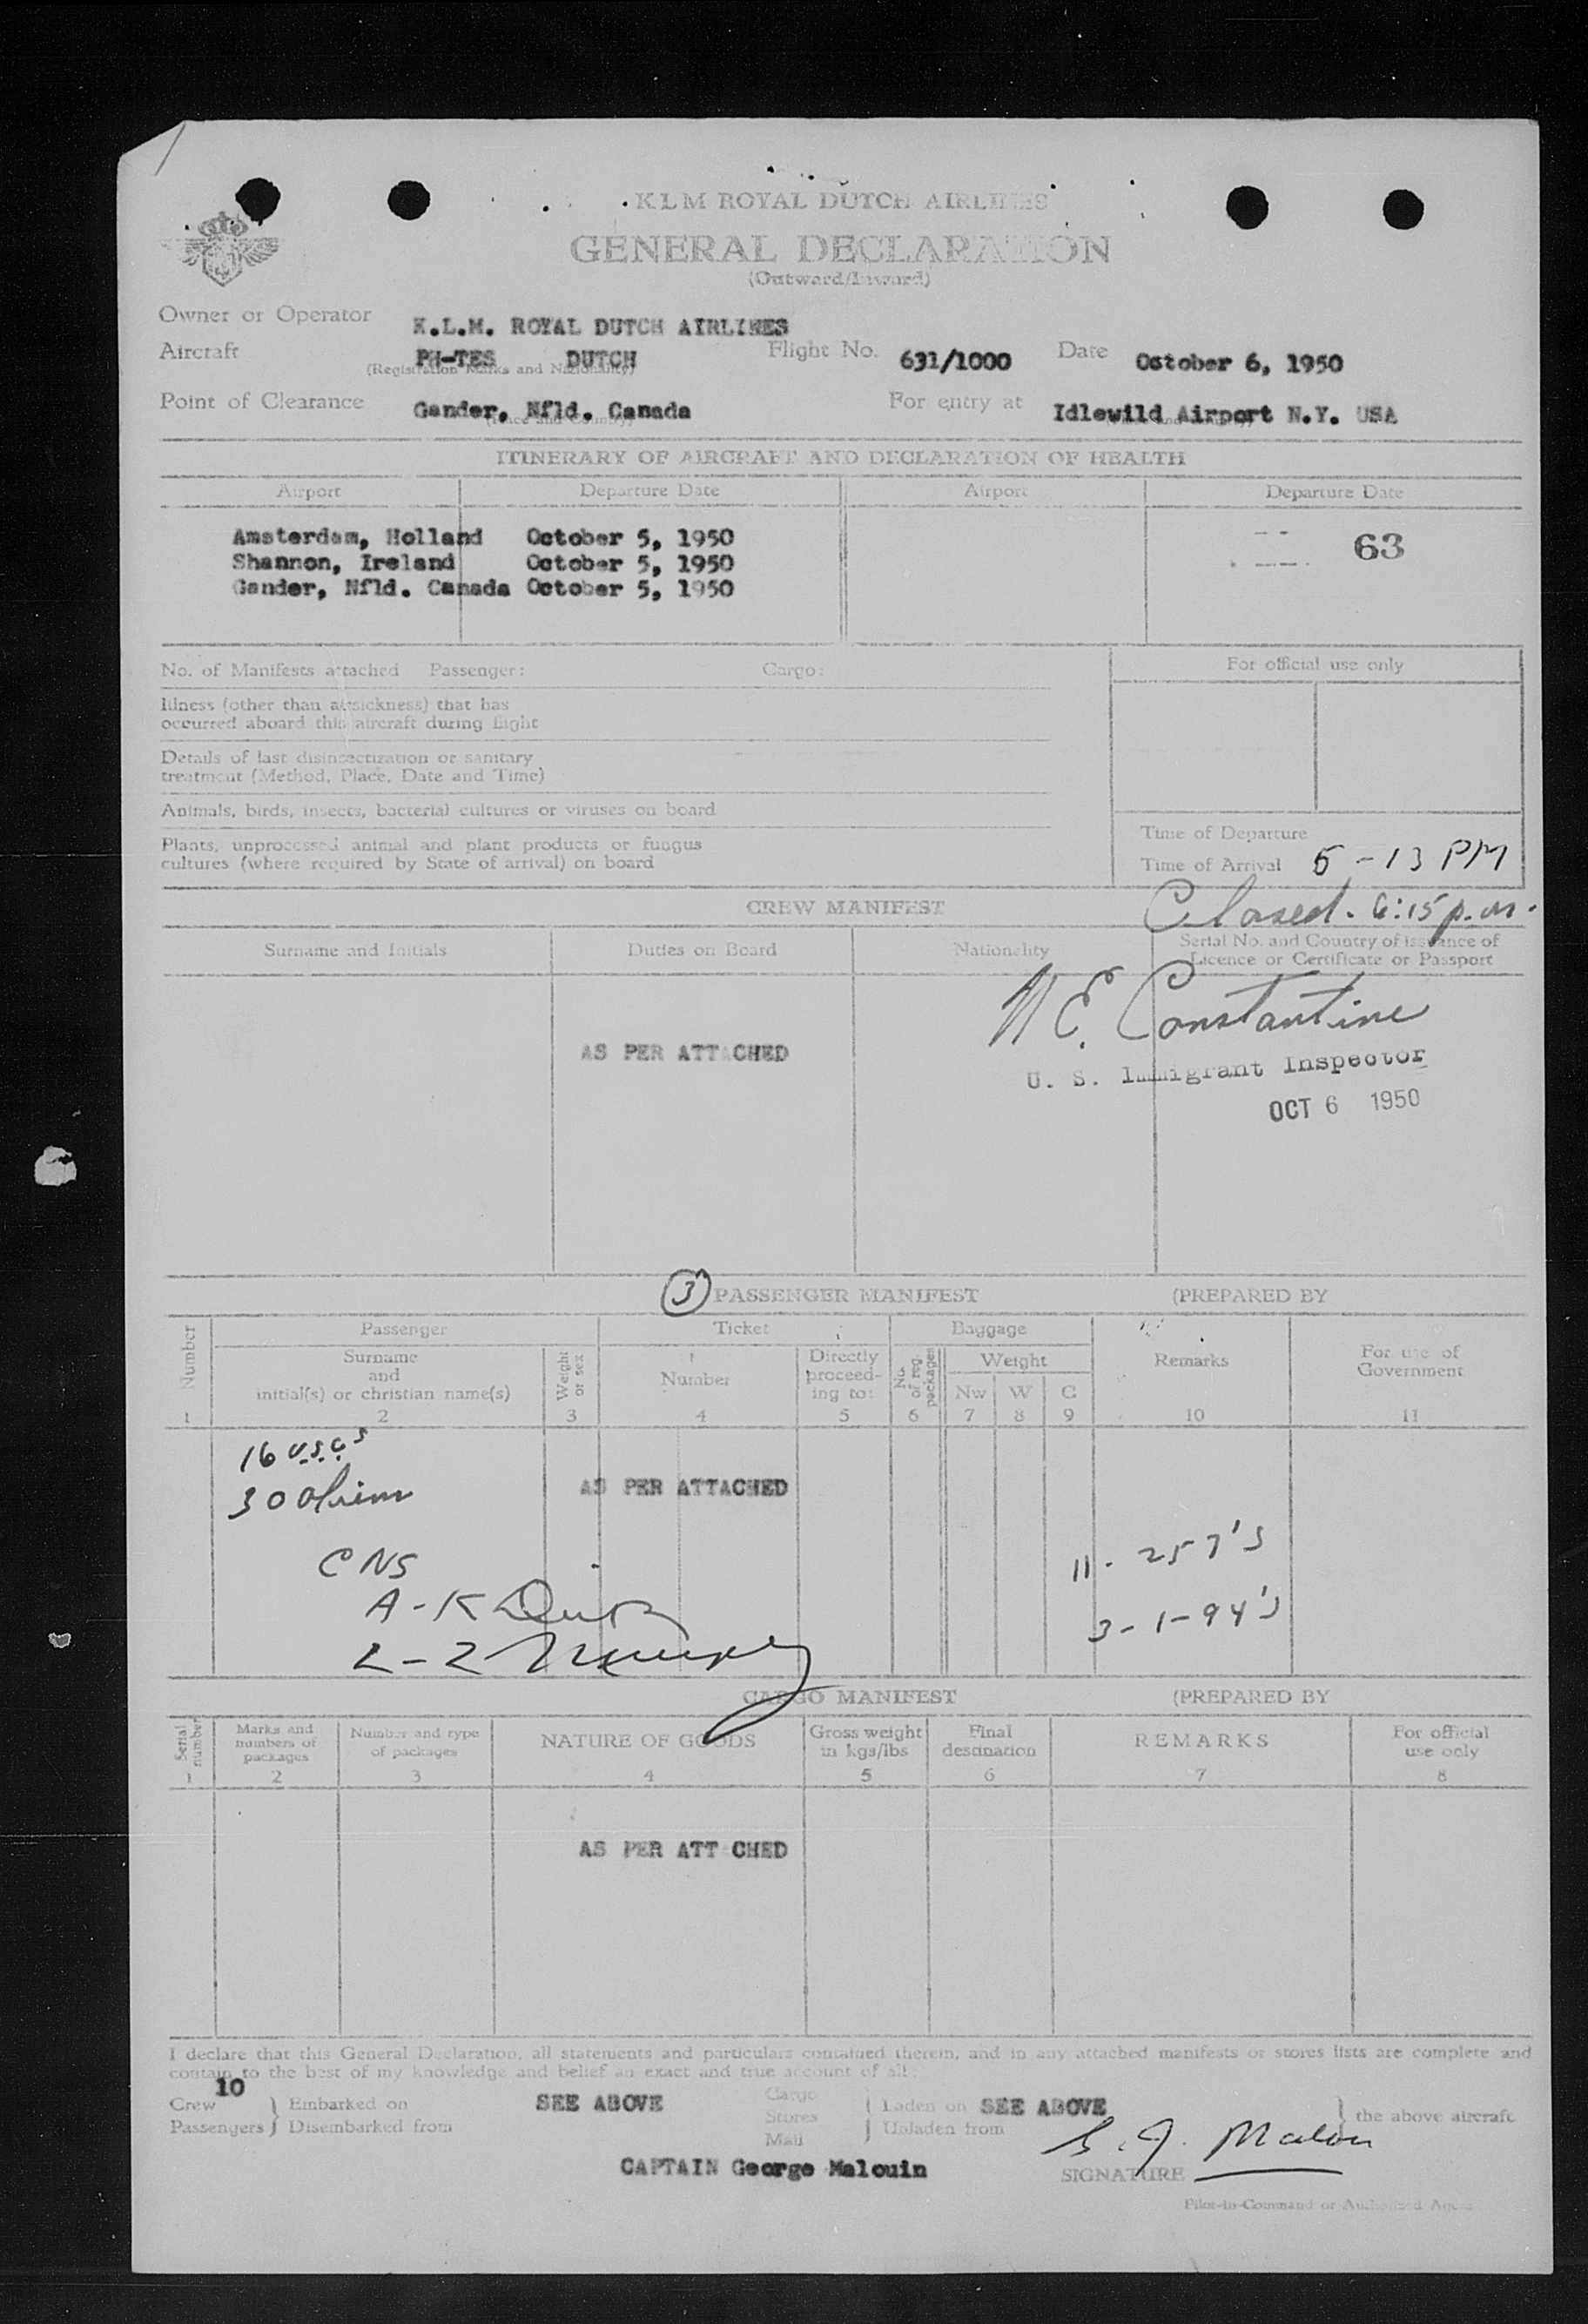 KLM ROYAL DUTCH AIRLINES
GENERAL DECLARATION
(Outward/Inward)
Owner or Operator K.L.M. ROYAL DUTCH AIRLINES
Aircraft PH-TES DUTCH Flight No. 631/1000 Date October 6, 1950
(Registration Marks and Nationality)
Point of Clearance Gander, Nfld. Canada For entry at Idlewild Airport N.Y. USA
(Place and Country)
ITINERARY OF AIRCRAFT AND DECLARATION OF HEALTH
Airport Departure Date Airport Departure Date
Amsterdam, Holland October 5, 1950 63
Shannon, Ireland October 5, 1950
Gander, Nfld. Canada October 5, 1950
No. of Manifests attached Passenger: Cargo: For official use only
Illness (other than airsickness) that has
occurred aboard this aircraft during flight
Details of last disinsectization or sanitary
treatment (Method, Place, Date and Time)
Animals, birds, insects, bacterial cultures or viruses on board
Time of Departure
Plants, unprocessed animal and plant products or fungus
cultures (where required by State of arrival) on board
Time of Arrival 5-13 PM
Closed. 6:15 p.m.
CREW MANIFEST
Surname and Initials Duties on Board Nationality Serial No. and Country of issuance of
Licence or Certificate or Passport
N E. Constantine
AS PER ATTACHED
U. S. Immigrant Inspector
OCT 6 1950
3 PASSENGER MANIFEST (PREPARED BY
Number Passenger Ticket Baggage
Surname
and
initial(s) or christian name(s)
Weight or sex
Number
Directly proceeding to:
No. of reg. packages
Weight
Nw W C
Remarks
For use of Government
1 2 3 4 5 6 7 8 9 10 11
16 U.S.C.s
30 alien
AS PER ATTACHED
CNS
11 - 257's
A-K
3-1-94's
L-Z
CARGO MANIFEST (PREPARED BY
Serial number
Marks and numbers of packages
Number and type of packages
NATURE OF GOODS
Gross weight in kgs/lbs
Final destination
REMARKS
For official use only
1 2 3 4 5 6 7 8
AS PER ATT CHED
I declare that this General Declaration, all statements and particulars contained therein, and in any attached manifests or stores lists are complete and
contain to the best of my knowledge and belief an exact and true account of all:
10
Crew Embarked on SEE ABOVE Cargo Laden on SEE ABOVE the above aircraft
Passengers Disembarked from Stores Unladen from
Mail
CAPTAIN George Malouin
SIGNATURE
Pilot-in-Command or Authorized Agent